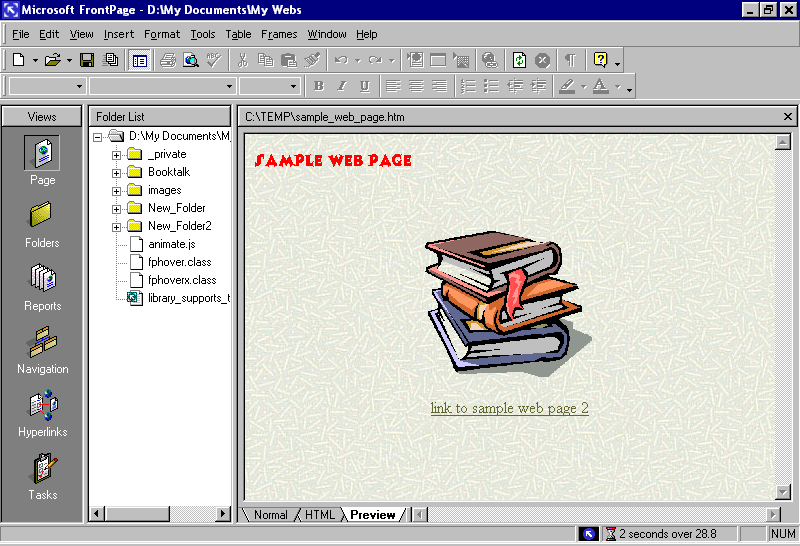 Microsoft FrontPage - D:\My Documents\My Webs
File Edit View Insert Format Tools Table Frames Window Help
B I U A
Views
Folder List
C:\TEMP\sample_web_page.htm
Page
Folders
Reports
Navigation
Hyperlinks
Tasks
D:\My Documents\M
_private
Booktalk
images
New_Folder
New_Folder2
animate.js
fphover.class
fphoverx.class
library_supports_t
SAMPLE WEB PAGE
link to sample web page 2
Normal HTML Preview
2 seconds over 28.8 NUM